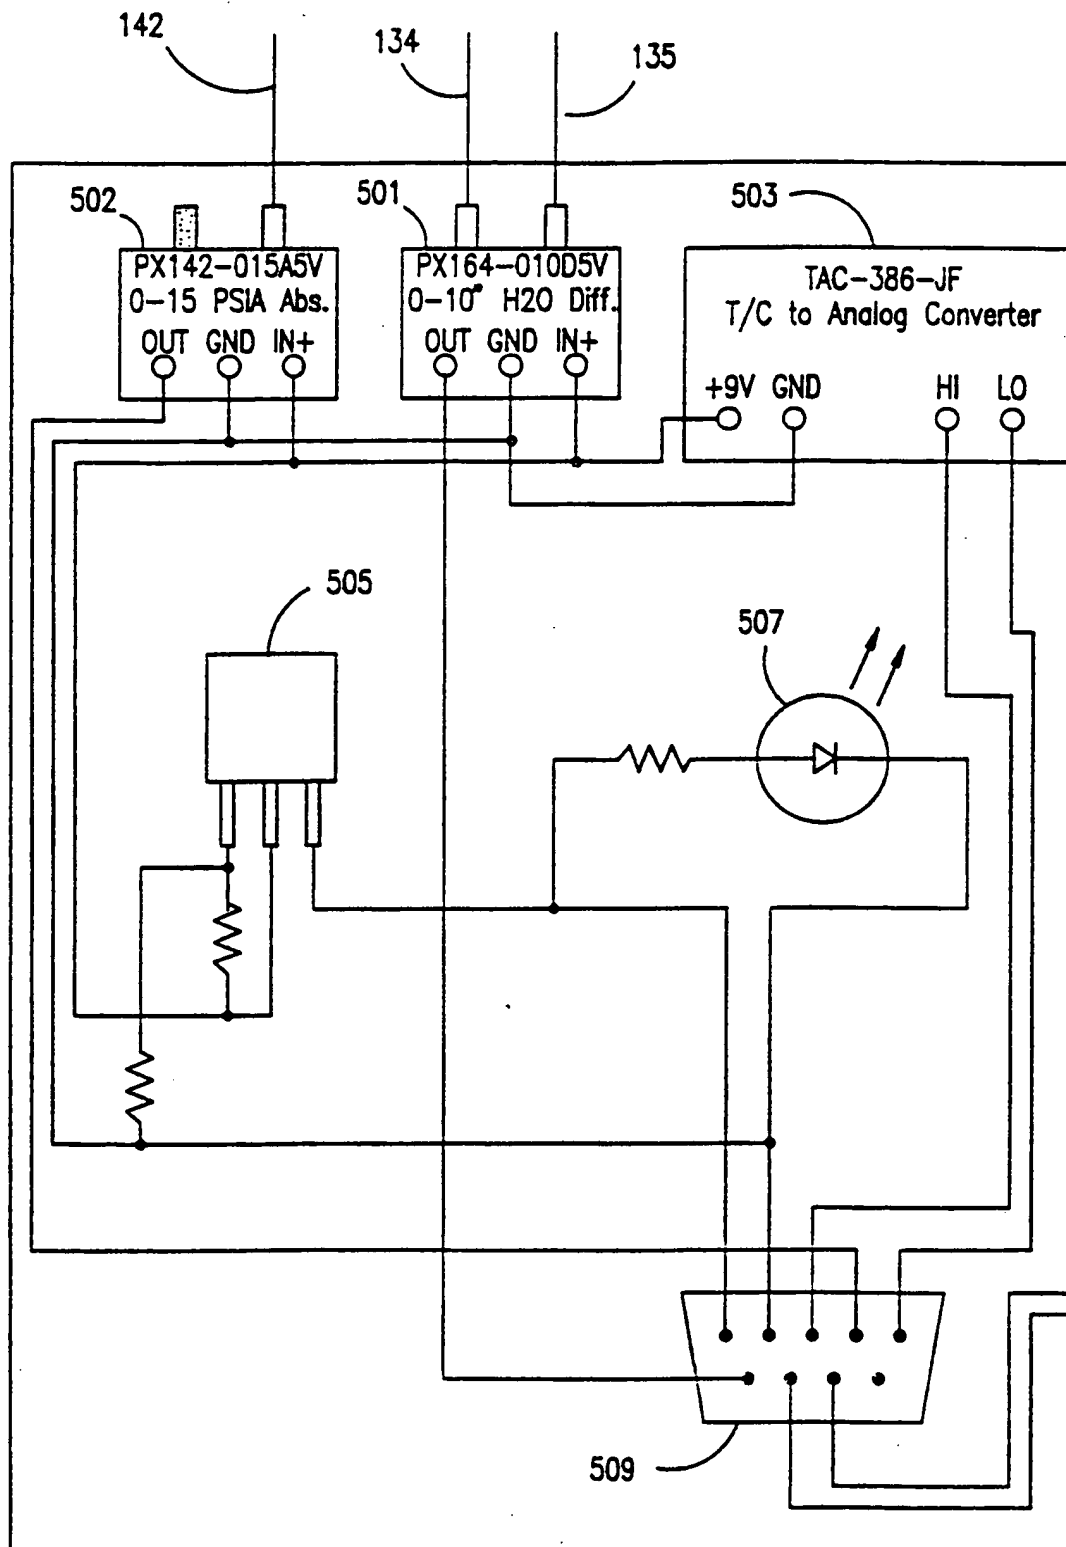 142
134
135
502
501
503
PX142-015A5V
0-15 PSIA Abs.
OUT GND IN+
PX164-010D5V
0-10" H2O Diff.
OUT GND IN+
TAC-386-JF
T/C to Analog Converter
+9V GND HI LO
505
507
509